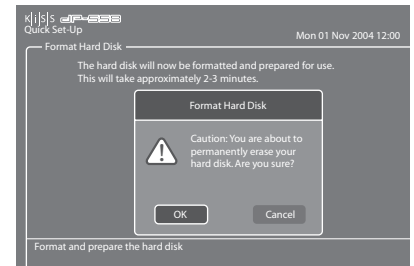 KiSS DP-558
Quick Set-Up
Mon 01 Nov 2004 12:00
Format Hard Disk
The hard disk will now be formatted and prepared for use.
This will take approximately 2-3 minutes.
Format Hard Disk
Caution: You are about to
permanently erase your
hard disk. Are you sure?
OK
Cancel
Format and prepare the hard disk